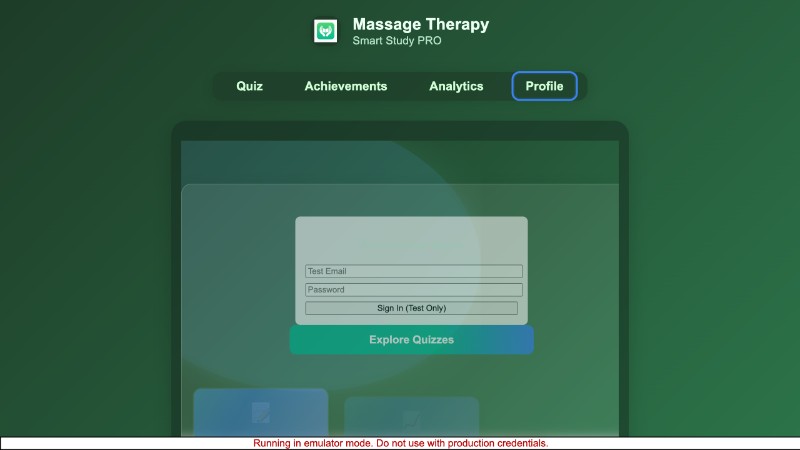 Massage Therapy
Smart Study PRO
Quiz Achievements Analytics Profile
Test Email
Password
Sign In (Test Only)
Explore Quizzes
Running in emulator mode. Do not use with production credentials.